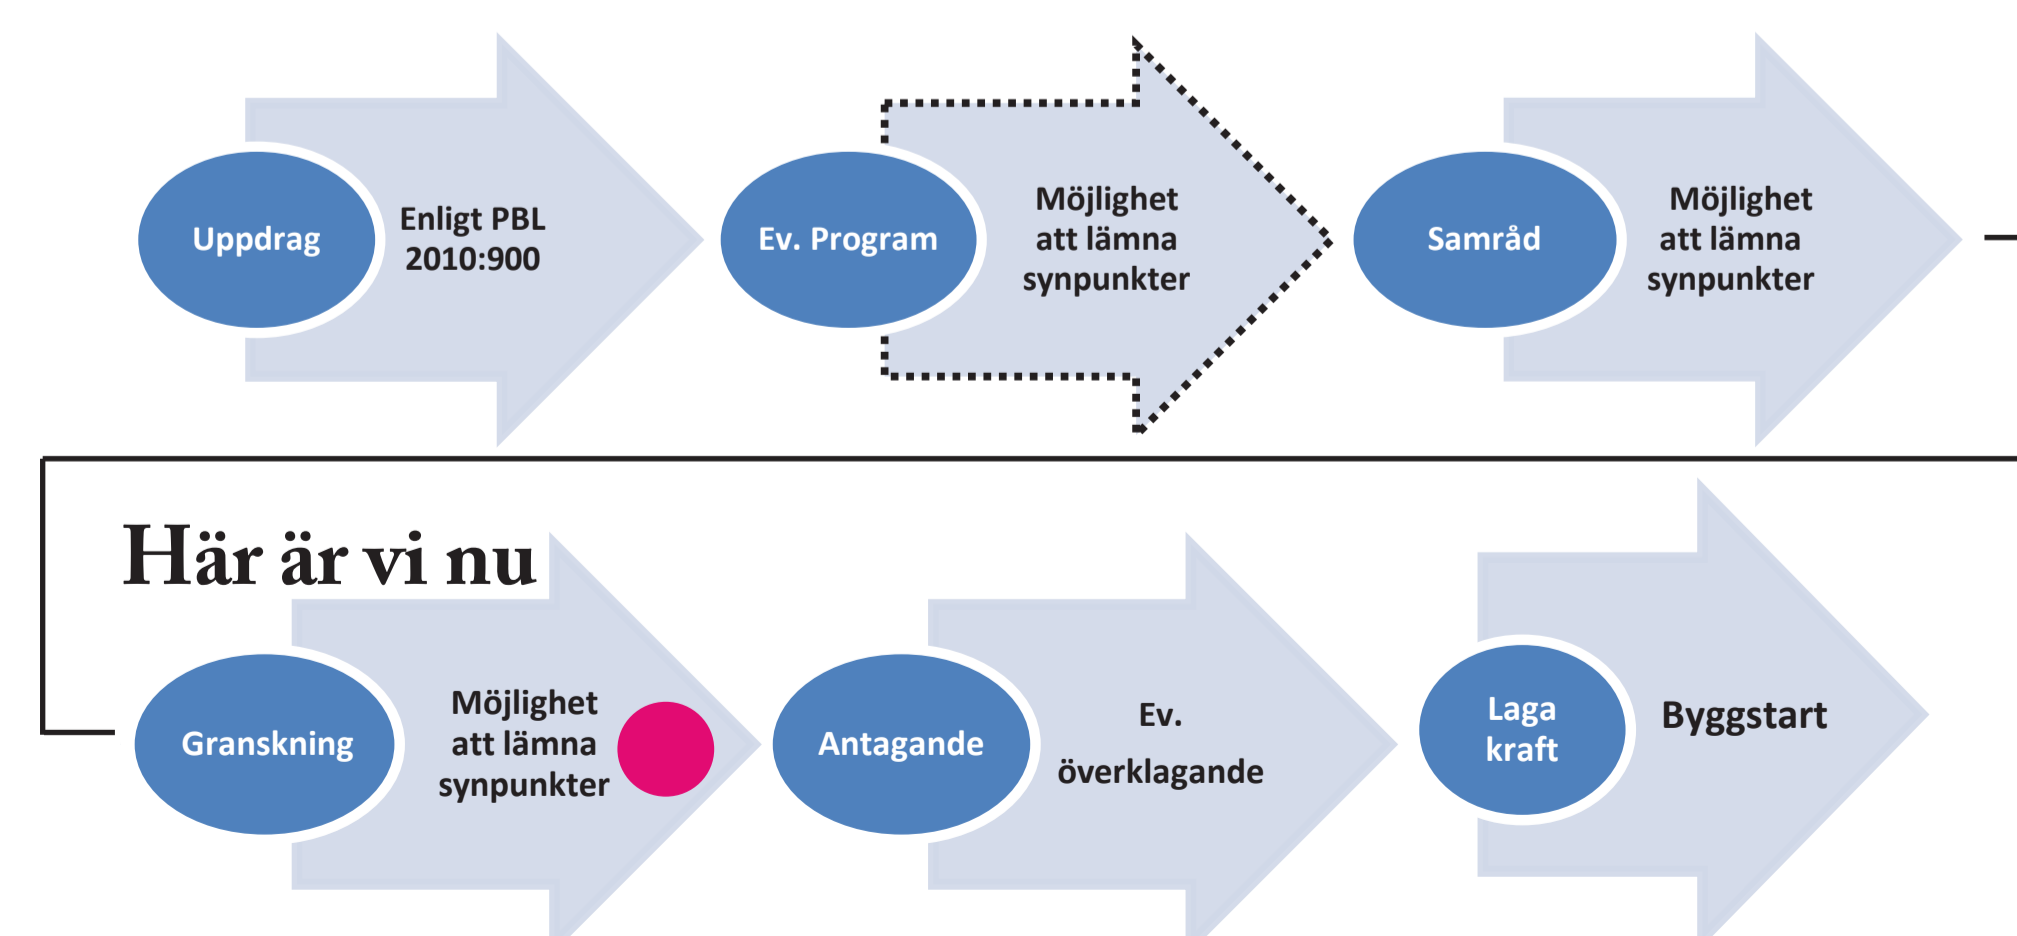 Uppdrag
Enligt PBL
2010:900
Ev. Program
Möjlighet
att lämna
synpunkter
Samråd
Möjlighet
att lämna
synpunkter
Här är vi nu
Granskning
Möjlighet
att lämna
synpunkter
Antagande
Ev.
överklagande
Laga
kraft
Byggstart